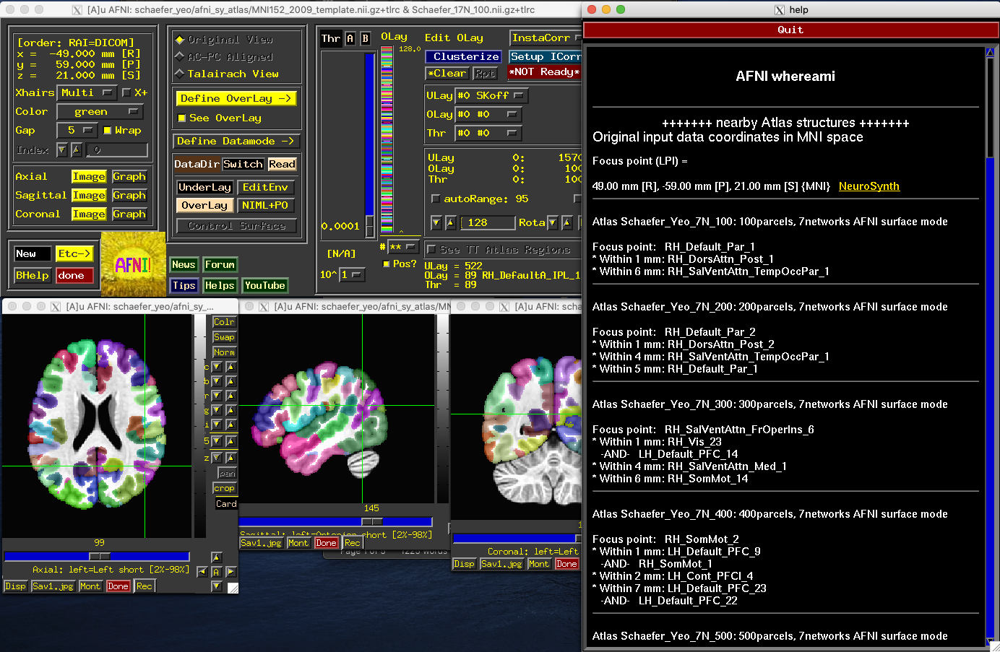 [A]u AFNI: schaefer_yeo/afni_sy_atlas/MNI152_2009_template.nii.gz+tlrc & Schaefer_17N_100.nii.gz+tlrc
[order: RAI=DICOM]
x = -49.000 mm [R]
y = 59.000 mm [P]
z = 21.000 mm [S]
Xhairs Multi X+
Color green
Gap 5 Wrap
Index 0
Axial Image Graph
Sagittal Image Graph
Coronal Image Graph
New Etc->
BHelp done
AFNI!
Original View
AC-PC Aligned
Talairach View
Define OverLay ->
See OverLay
Define Datamode ->
DataDir Switch Read
UnderLay EditEnv
OverLay NIML+PO
Control Surface
News Forum
Tips Helps YouTube
Thr A B
0.0001
[N/A]
10^ 1
OLay
128.0
# **
Pos?
Edit OLay InstaCorr
Clusterize Setup ICorr
*Clear Rpt *NOT Ready*
ULay #0 SKoff
OLay #0 #0
Thr #0 #0
ULay 0: 1570
OLay 0: 100
Thr 0: 100
autoRange: 95
128 Rota
See TT Atlas Regions
ULay = 522
OLay = 89 RH_DefaultA_IPL_1
Thr = 89
[A]u AFNI: schaefer_yeo/afni_sy_...
Colr
Swap
Norm
c
b
r
g
i
5
z
pan
crop
Card
99
Axial: left=Left short [2%-98%]
A
Disp Sav1.jpg Mont Done Rec
[A]u AFNI: schaefer_yeo/afni_sy_atlas/MN
145
Sagittal: left=Anterior short [2%-98%]
Sav1.jpg Mont Done Rec
[A]u AFNI: scha
1
Coronal: left=Left
Disp Sav1.jpg Mont Done
help
Quit
AFNI whereami
+++++++ nearby Atlas structures +++++++
Original input data coordinates in MNI space
Focus point (LPI) =
49.00 mm [R], -59.00 mm [P], 21.00 mm [S] {MNI} NeuroSynth
Atlas Schaefer_Yeo_7N_100: 100parcels, 7networks AFNI surface mode
Focus point: RH_Default_Par_1
* Within 1 mm: RH_DorsAttn_Post_1
* Within 6 mm: RH_SalVentAttn_TempOccPar_1
Atlas Schaefer_Yeo_7N_200: 200parcels, 7networks AFNI surface mode
Focus point: RH_Default_Par_2
* Within 1 mm: RH_DorsAttn_Post_2
* Within 4 mm: RH_SalVentAttn_TempOccPar_1
* Within 5 mm: RH_Default_Par_1
Atlas Schaefer_Yeo_7N_300: 300parcels, 7networks AFNI surface mode
Focus point: RH_SalVentAttn_FrOperIns_6
* Within 1 mm: RH_Vis_23
-AND- LH_Default_PFC_14
* Within 4 mm: RH_SalVentAttn_Med_1
* Within 6 mm: RH_SomMot_14
Atlas Schaefer_Yeo_7N_400: 400parcels, 7networks AFNI surface mode
Focus point: RH_SomMot_2
* Within 1 mm: LH_Default_PFC_9
-AND- RH_SomMot_1
* Within 2 mm: LH_Cont_PFCl_4
* Within 7 mm: LH_Default_PFC_23
-AND- LH_Default_PFC_22
Atlas Schaefer_Yeo_7N_500: 500parcels, 7networks AFNI surface mode